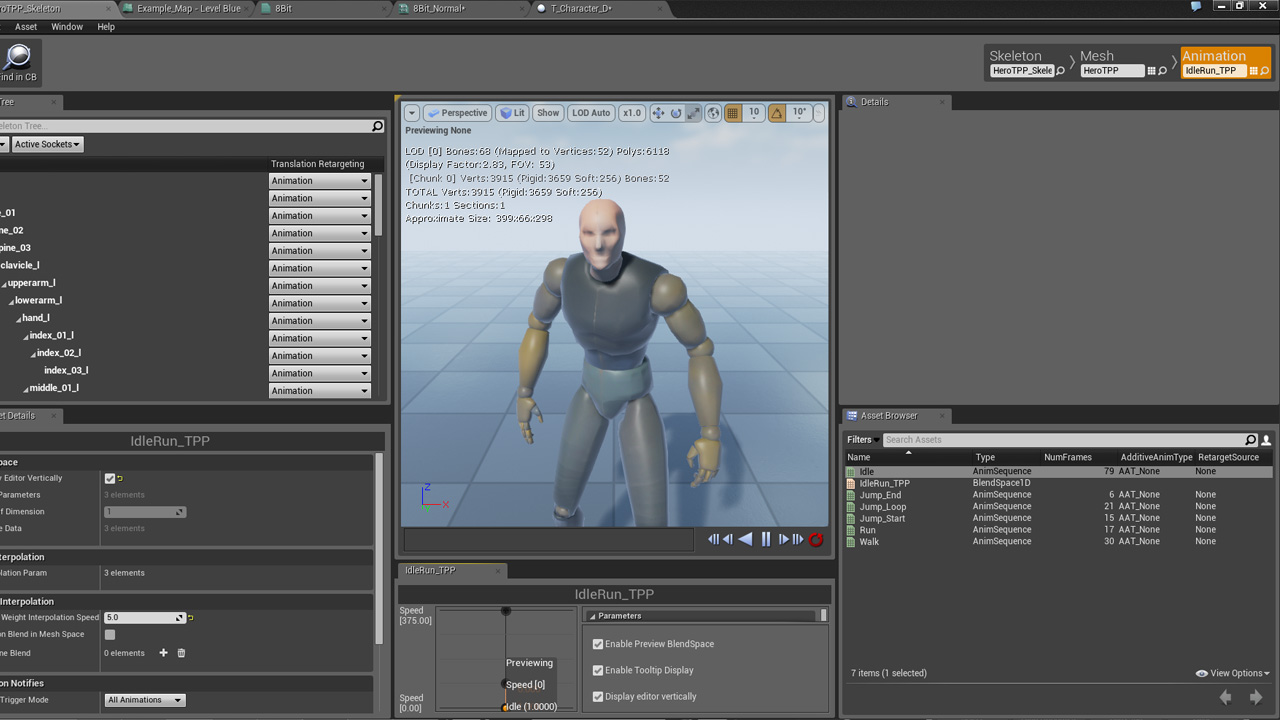 roTPP_Skeleton
Example_Map - Level Blue
8Bit
8Bit_Normal*
T_Character_D*
Asset Window Help
ind in CB
Skeleton
HeroTPP_Skele
Mesh
HeroTPP
Animation
IdleRun_TPP
Tree
eleton Tree...
Active Sockets
Translation Retargeting
Animation
Animation
e_01 Animation
ne_02 Animation
pine_03 Animation
clavicle_l Animation
upperarm_l Animation
lowerarm_l Animation
hand_l Animation
index_01_l Animation
index_02_l Animation
index_03_l Animation
middle_01_l Animation
et Details
IdleRun_TPP
pace
y Editor Vertically
Parameters 3 elements
f Dimension 1
e Data 3 elements
terpolation
lation Param 3 elements
Interpolation
Weight Interpolation Speed 5.0
on Blend in Mesh Space
ne Blend 0 elements
on Notifies
Trigger Mode All Animations
Perspective Lit Show LOD Auto x1.0 10 10°
Previewing None
LOD [0] Bones:68 (Mapped to Vertices:52) Polys:6118
(Display Factor:2.83, FOV: 53)
[Chunk 0] Verts:3915 (Rigid:3659 Soft:256) Bones:52
TOTAL Verts:3915 (Rigid:3659 Soft:256)
Chunks:1 Sections:1
Approximate Size: 399x66x298
Z
X
IdleRun_TPP
IdleRun_TPP
Speed
[375.00]
Previewing
Speed [0]
Speed
[0.00]
Idle (1.0000)
Parameters
Enable Preview BlendSpace
Enable Tooltip Display
Display editor vertically
Details
Asset Browser
Filters Search Assets
Name Type NumFrames AdditiveAnimType RetargetSource
Idle AnimSequence 79 AAT_None None
IdleRun_TPP BlendSpace1D
Jump_End AnimSequence 6 AAT_None None
Jump_Loop AnimSequence 21 AAT_None None
Jump_Start AnimSequence 15 AAT_None None
Run AnimSequence 17 AAT_None None
Walk AnimSequence 30 AAT_None None
7 items (1 selected)
View Options